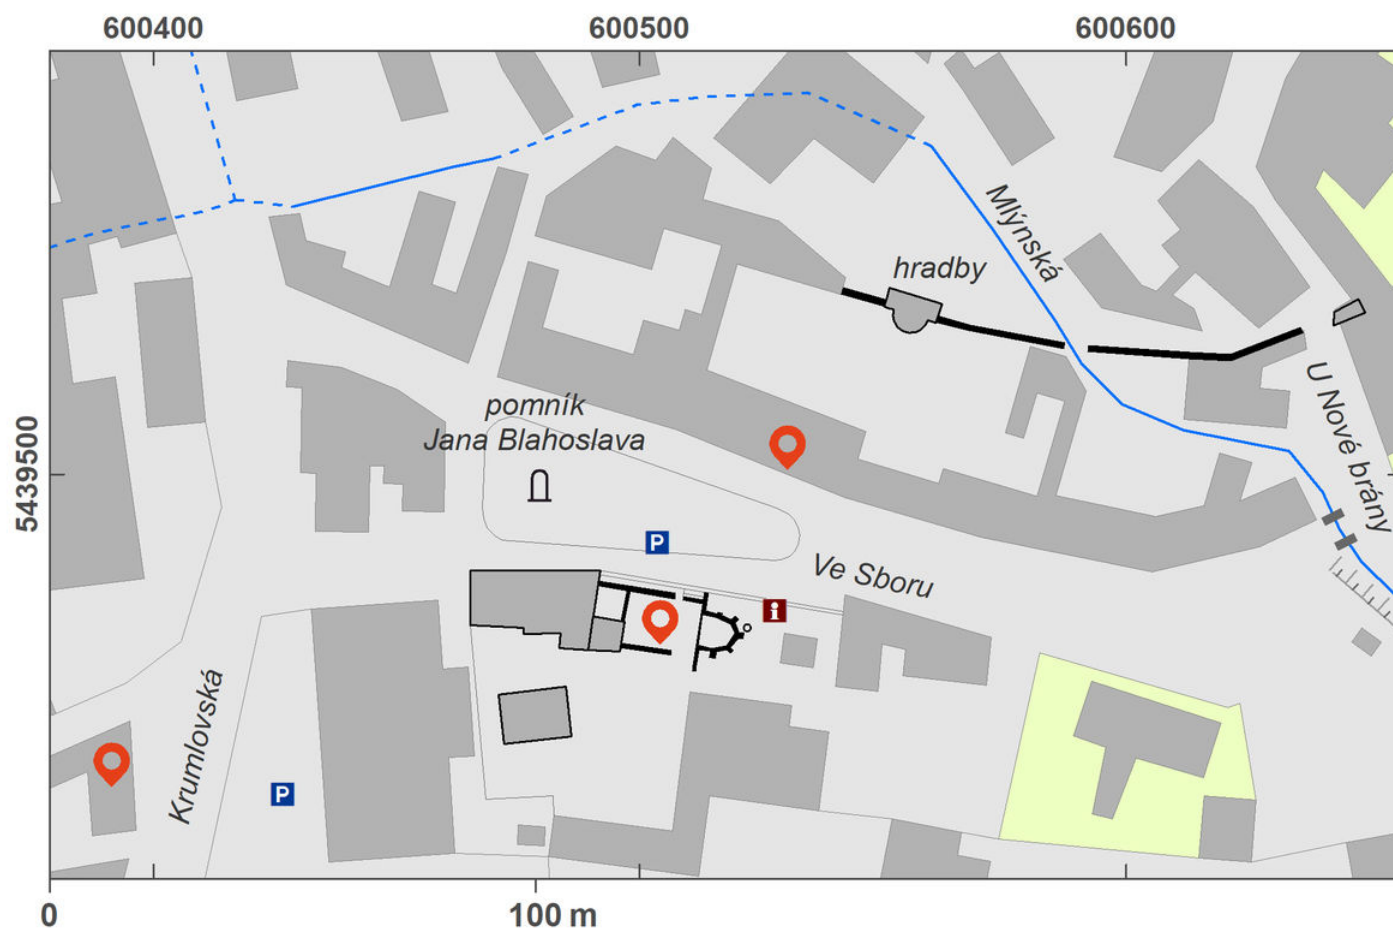 600400
600500
600600
Mlýnská
hradby
U Nové brány
pomník
Jana Blahoslava
5439500
P
Ve Sboru
i
Krumlovská
P
0
100 m